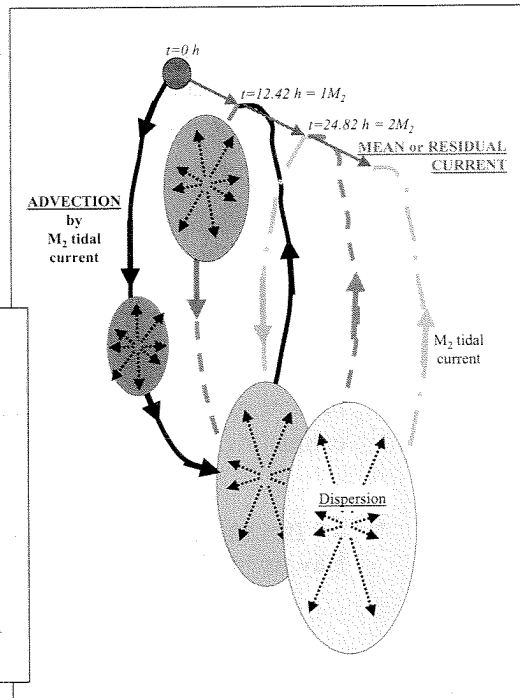 t=0 h
t=12.42 h = 1M₂
t=24.82 h = 2M₂
MEAN or RESIDUAL
CURRENT
ADVECTION
by
M₂ tidal
current
M₂ tidal
current
Dispersion